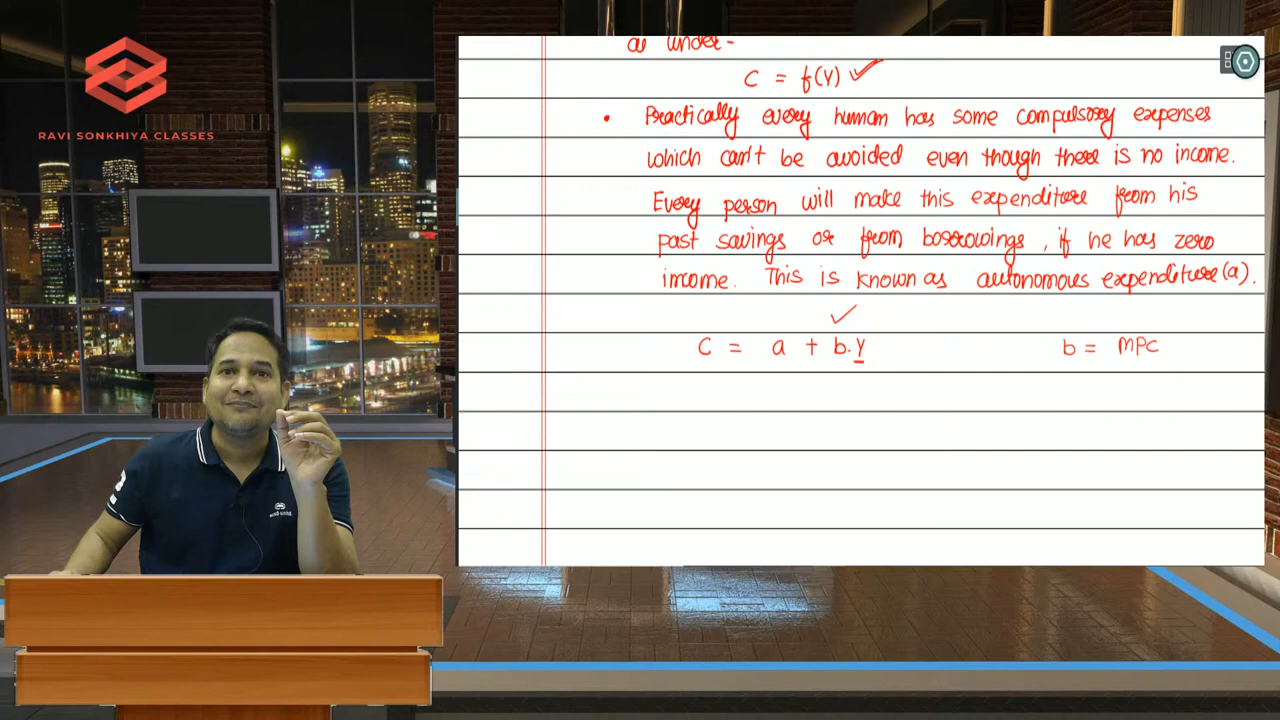 RAVI SONKHIYA CLASSES
as under-
C = f(Y) ✓
• Practically every human has some compulsory expenses
which can't be avoided even though there is no income.
Every person will make this expenditure from his
past savings or from borrowings, if he has zero
income. This is known as autonomous expenditure (a).
✓
C = a + b.Y b = MPC